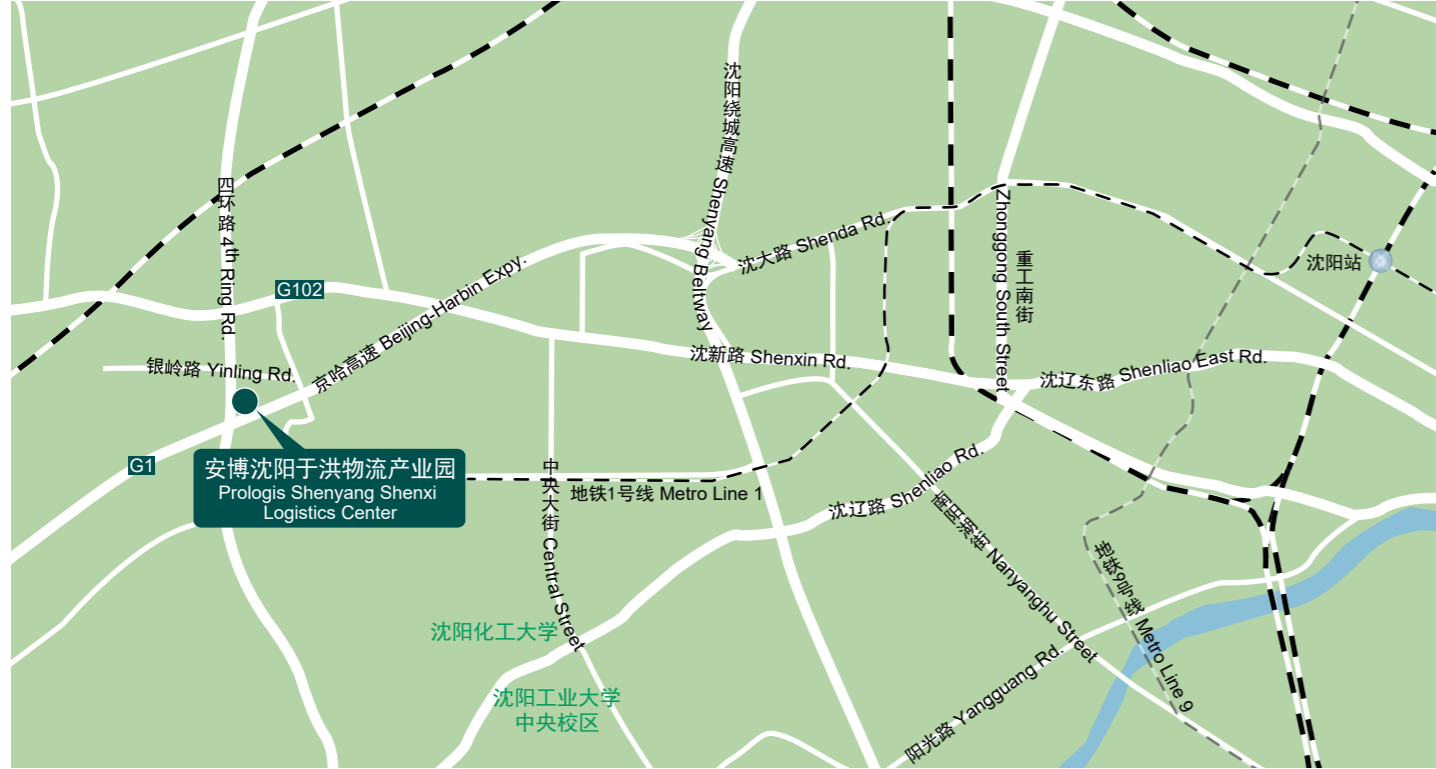 沈阳绕城高速 Shenyang Beltway
四环路 4th Ring Rd.
沈大路 Shenda Rd.
Zhonggong South Street
重工南街
沈阳站
G102
京哈高速 Beijing-Harbin Expy.
沈新路 Shenxin Rd.
沈辽东路 Shenliao East Rd.
银岭路 Yinling Rd.
G1
安博沈阳于洪物流产业园
Prologis Shenyang Shenxi
Logistics Center
中央大街 Central Street
地铁1号线 Metro Line 1
沈辽路 Shenliao Rd.
南阳湖街 Nanyanghu Street
地铁9号线 Metro Line 9
沈阳化工大学
沈阳工业大学
中央校区
阳光路 Yangguang Rd.